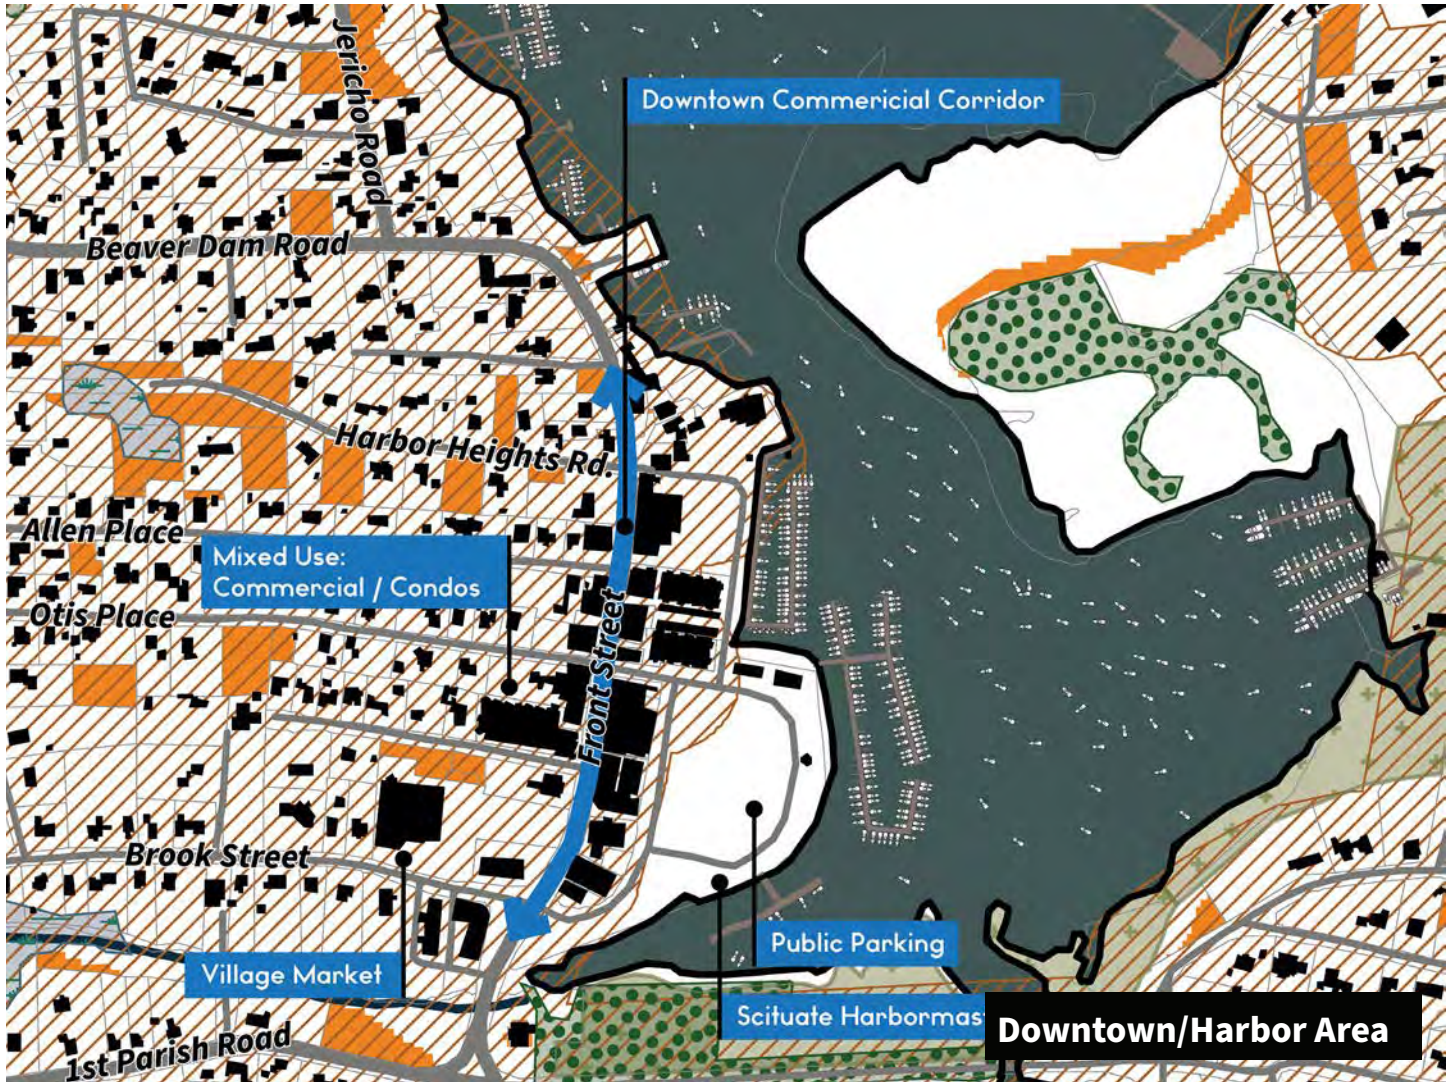 Jericho Road
Downtown Commericial Corridor
Beaver Dam Road
Harbor Heights Rd.
Allen Place
Mixed Use:
Commercial / Condos
Otis Place
Front Street
Brook Street
Public Parking
Village Market
Scituate Harbormas
Downtown/Harbor Area
1st Parish Road